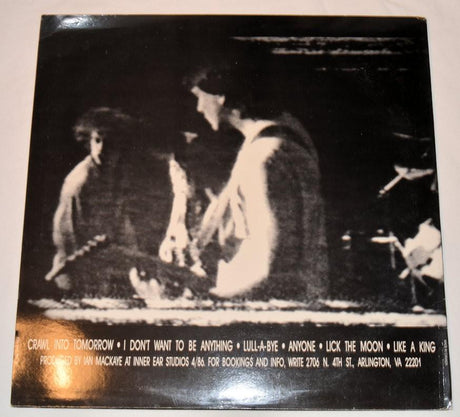 CRAWL INTO TOMORROW • I DON'T WANT TO BE ANYTHING • LULL-A-BYE • ANYONE • LICK THE MOON • LIKE A KING
PRODUCED BY IAN MACKAYE AT INNER EAR STUDIOS 4/86. FOR BOOKINGS AND INFO, WRITE 2706 N. 4TH ST., ARLINGTON, VA 22201